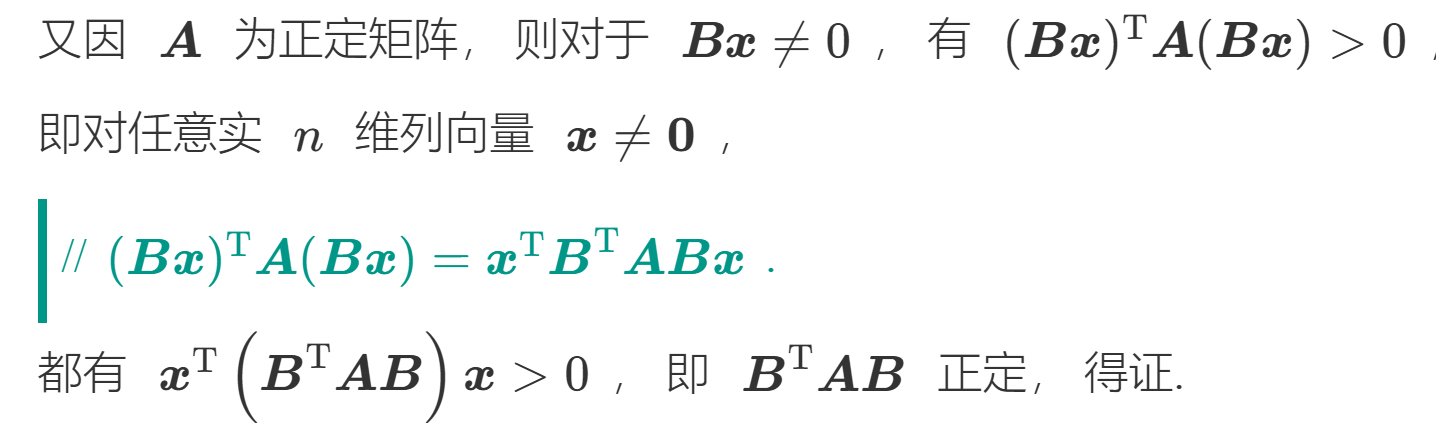 又因 A 为正定矩阵，则对于 Bx ≠ 0 ，有 (Bx)ᵀA(Bx) > 0 ,
即对任意实 n 维列向量 x ≠ 0 ，
// (Bx)ᵀA(Bx) = xᵀBᵀABx .
都有 xᵀ(BᵀAB)x > 0 ，即 BᵀAB 正定，得证.